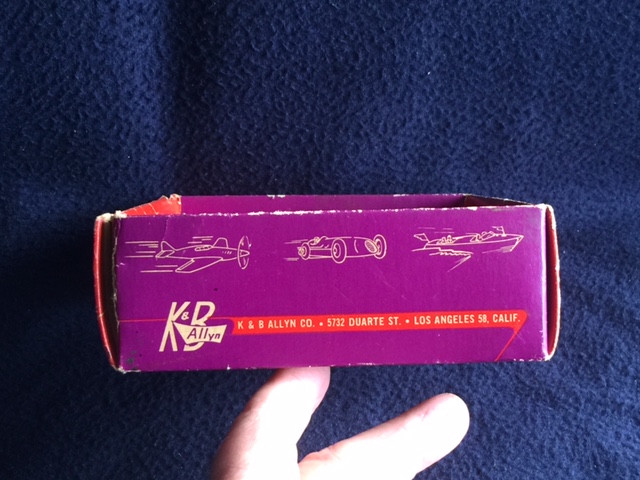 K&B
Allyn
K & B ALLYN CO. • 5732 DUARTE ST. • LOS ANGELES 58, CALIF.